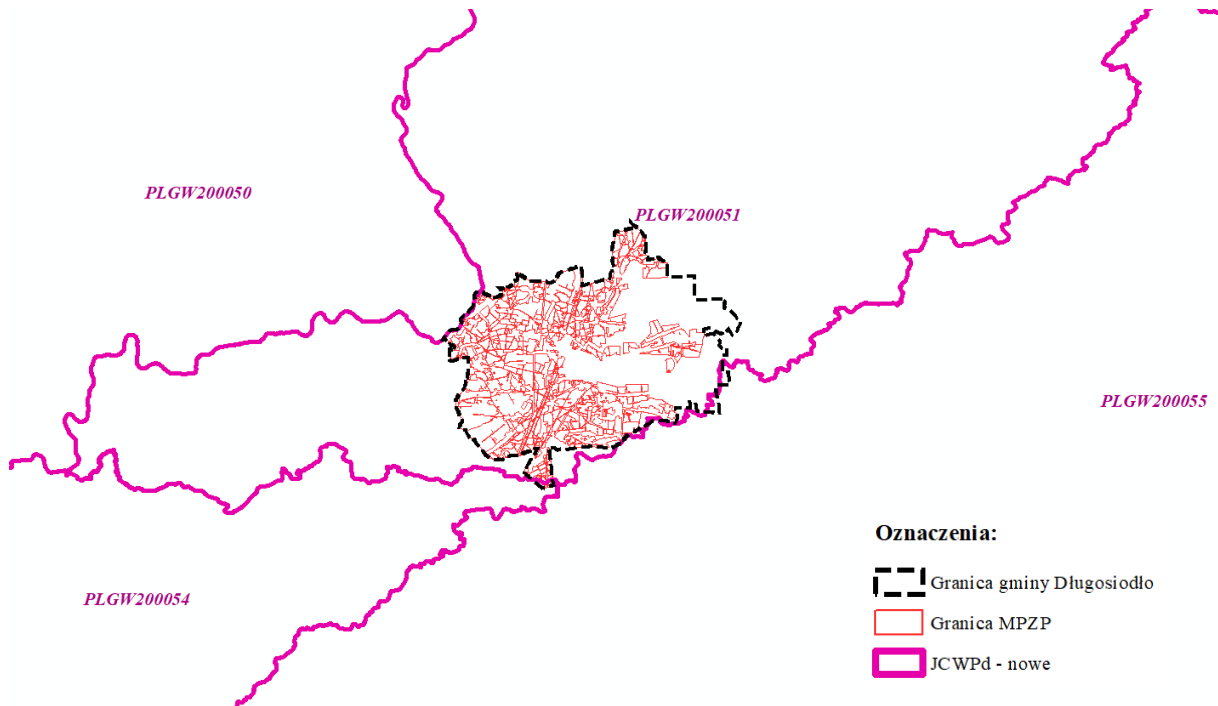 PLGW200050
PLGW200051
PLGW200055
PLGW200054
Oznaczenia:
Granica gminy Długosiodło
Granica MPZP
JCWPd - nowe